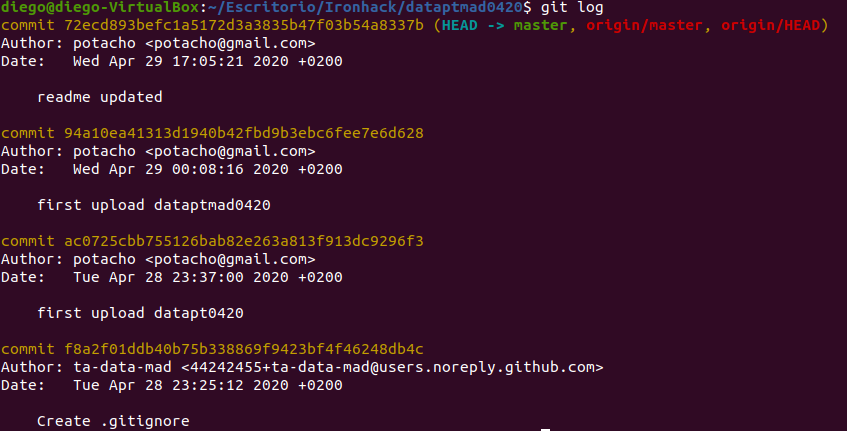 diego@diego-VirtualBox:~/Escritorio/Ironhack/dataptmad0420$ git log
commit 72ecd893befc1a5172d3a3835b47f03b54a8337b (HEAD -> master, origin/master, origin/HEAD)
Author: potacho <potacho@gmail.com>
Date:   Wed Apr 29 17:05:21 2020 +0200
    readme updated
commit 94a10ea41313d1940b42fbd9b3ebc6fee7e6d628
Author: potacho <potacho@gmail.com>
Date:   Wed Apr 29 00:08:16 2020 +0200
    first upload dataptmad0420
commit ac0725cbb755126bab82e263a813f913dc9296f3
Author: potacho <potacho@gmail.com>
Date:   Tue Apr 28 23:37:00 2020 +0200
    first upload datapt0420
commit f8a2f01ddb40b75b338869f9423bf4f46248db4c
Author: ta-data-mad <44242455+ta-data-mad@users.noreply.github.com>
Date:   Tue Apr 28 23:25:12 2020 +0200
    Create .gitignore